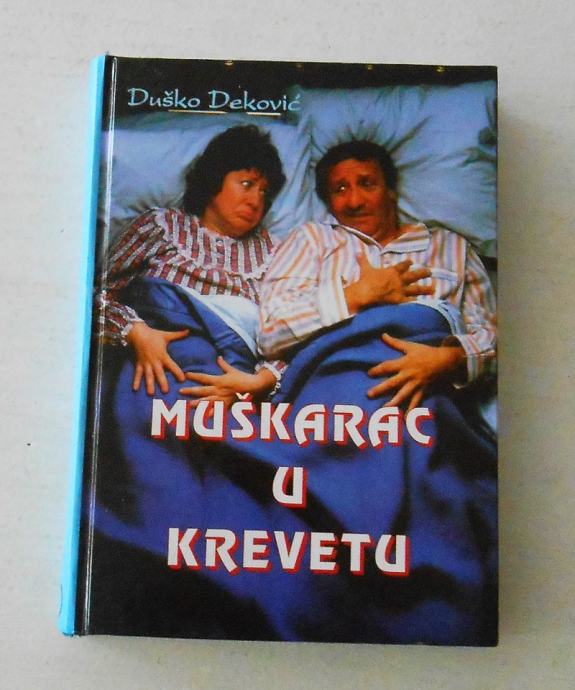 Duško Deković
MUŠKARAC
U
KREVETU